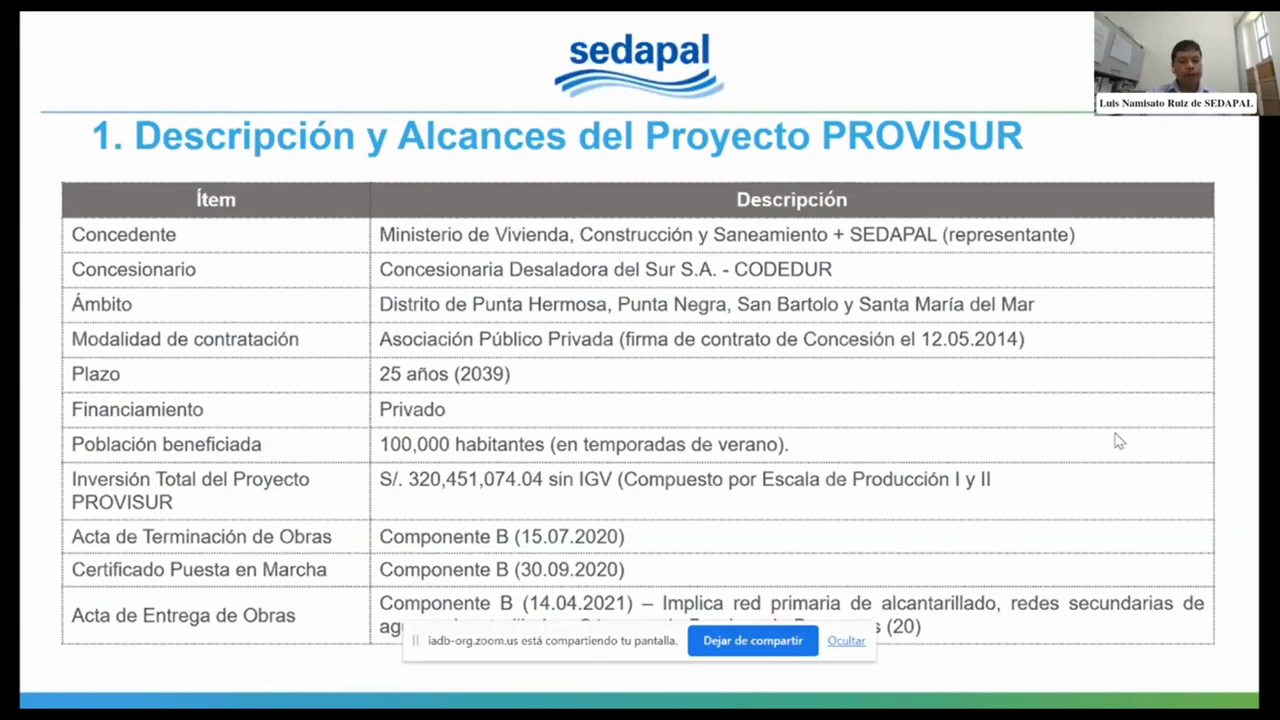 sedapal
Luis Namisato Ruiz de SEDAPAL
1. Descripción y Alcances del Proyecto PROVISUR
Ítem
Descripción
Concedente
Ministerio de Vivienda, Construcción y Saneamiento + SEDAPAL (representante)
Concesionario
Concesionaria Desaladora del Sur S.A. - CODEDUR
Ámbito
Distrito de Punta Hermosa, Punta Negra, San Bartolo y Santa María del Mar
Modalidad de contratación
Asociación Público Privada (firma de contrato de Concesión el 12.05.2014)
Plazo
25 años (2039)
Financiamiento
Privado
Población beneficiada
100,000 habitantes (en temporadas de verano).
Inversión Total del Proyecto
PROVISUR
S/. 320,451,074.04 sin IGV (Compuesto por Escala de Producción I y II
Acta de Terminación de Obras
Componente B (15.07.2020)
Certificado Puesta en Marcha
Componente B (30.09.2020)
Acta de Entrega de Obras
Componente B (14.04.2021) – Implica red primaria de alcantarillado, redes secundarias de
(20)
iadb-org.zoom.us está compartiendo tu pantalla.
Dejar de compartir
Ocultar